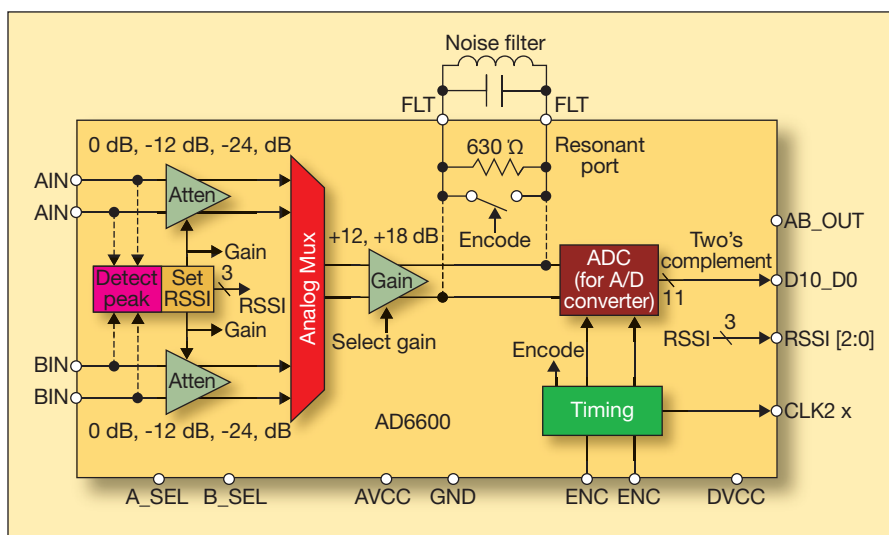 Noise filter
FLT
FLT
0 dB, -12 dB, -24, dB
630 Ω
Resonant
port
AIN
Atten
AIN
AB_OUT
+12, +18 dB
Encode
Gain
Two's
complement
Detect
peak
Set
RSSI
3
RSSI
Analog Mux
Gain
ADC
(for A/D
converter)
11
D10_D0
Gain
Select gain
RSSI
3
RSSI [2:0]
BIN
Encode
Atten
BIN
Timing
CLK2 x
0 dB, -12 dB, -24, dB
AD6600
A_SEL
B_SEL
AVCC
GND
ENC
ENC
DVCC